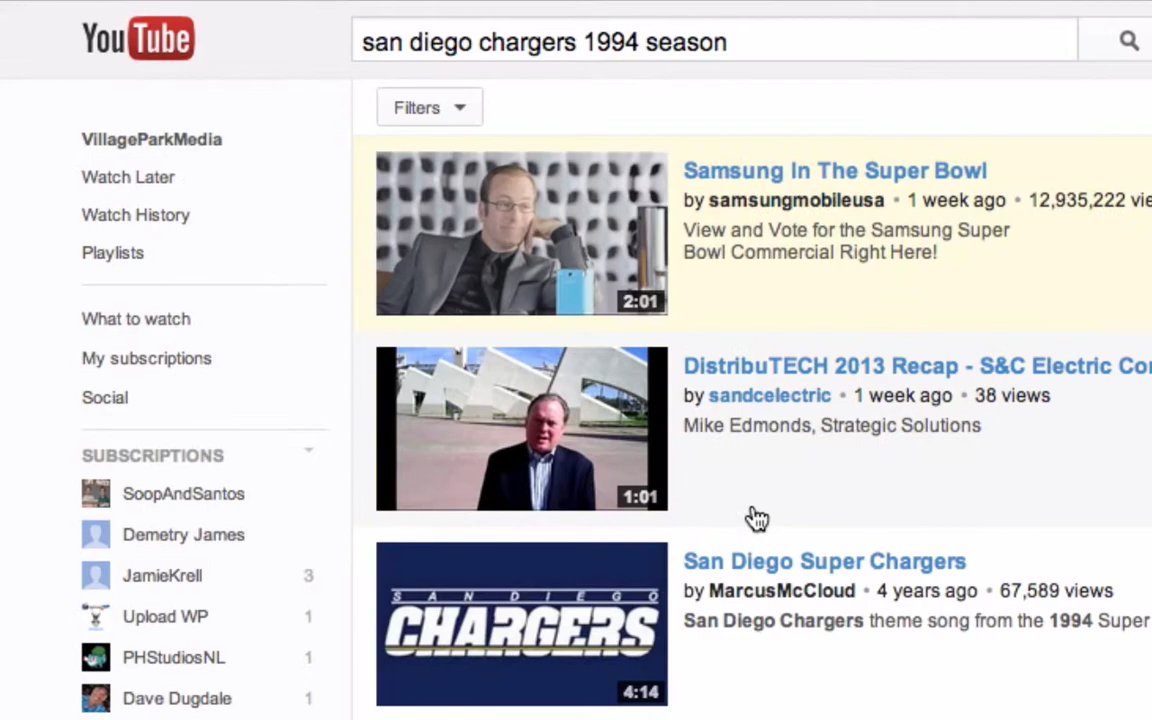 YouTube
san diego chargers 1994 season
Filters
VillageParkMedia
Watch Later
Watch History
Playlists
What to watch
My subscriptions
Social
SUBSCRIPTIONS
SoopAndSantos
Demetry James
JamieKrell 3
Upload WP 1
PHStudiosNL 1
Dave Dugdale 1
2:01
Samsung In The Super Bowl
by samsungmobileusa • 1 week ago • 12,935,222 vie
View and Vote for the Samsung Super
Bowl Commercial Right Here!
1:01
DistribuTECH 2013 Recap - S&C Electric Co
by sandcelectric • 1 week ago • 38 views
Mike Edmonds, Strategic Solutions
SAN DIEGO
CHARGERS
4:14
San Diego Super Chargers
by MarcusMcCloud • 4 years ago • 67,589 views
San Diego Chargers theme song from the 1994 Super